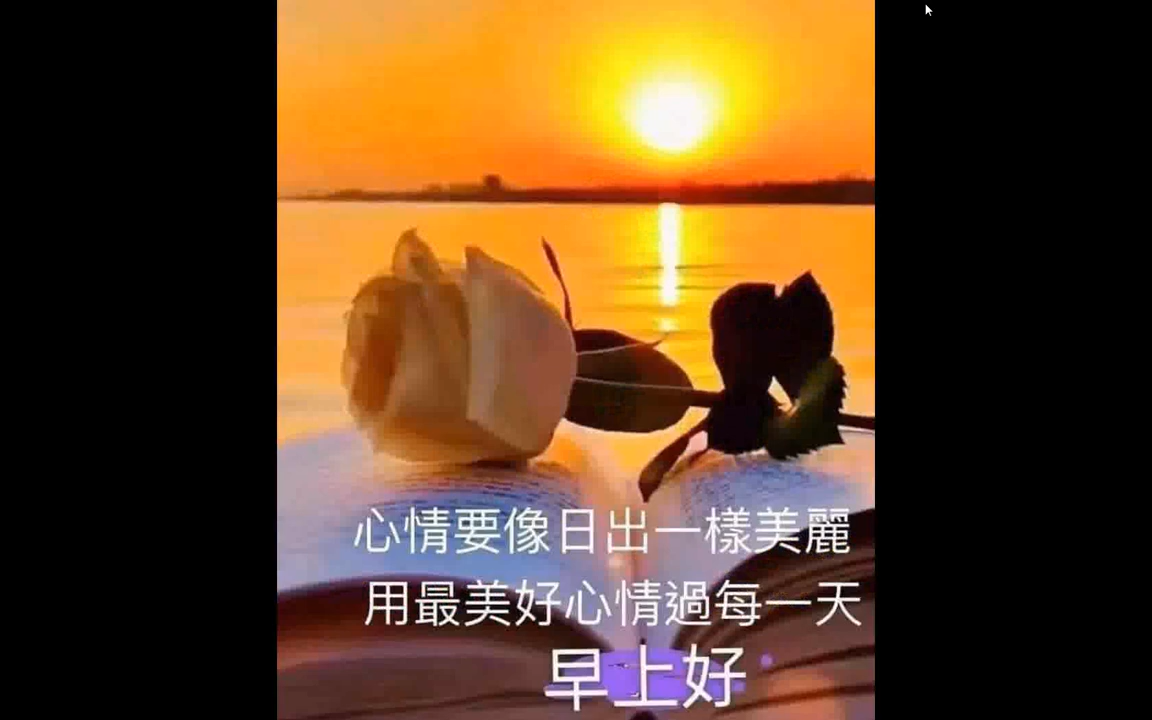 心情要像日出一樣美麗
用最美好心情過每一天
早上好